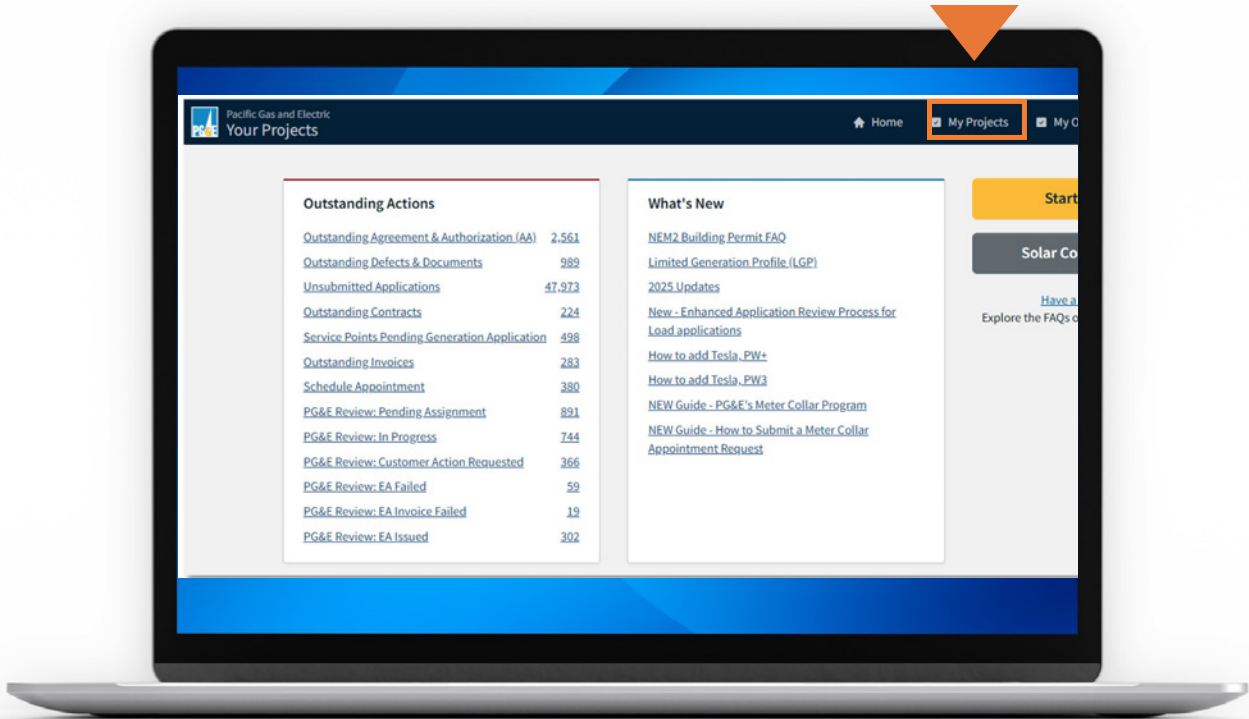 Pacific Gas and Electric
PG&E
Your Projects
Home
My Projects
My O
Outstanding Actions
Outstanding Agreement & Authorization (AA) 2,561
Outstanding Defects & Documents 989
Unsubmitted Applications 47,973
Outstanding Contracts 224
Service Points Pending Generation Application 498
Outstanding Invoices 283
Schedule Appointment 380
PG&E Review: Pending Assignment 891
PG&E Review: In Progress 744
PG&E Review: Customer Action Requested 366
PG&E Review: EA Failed 59
PG&E Review: EA Invoice Failed 19
PG&E Review: EA Issued 302
What's New
NEM2 Building Permit FAQ
Limited Generation Profile (LGP)
2025 Updates
New - Enhanced Application Review Process for
Load applications
How to add Tesla, PW+
How to add Tesla, PW3
NEW Guide - PG&E's Meter Collar Program
NEW Guide - How to Submit a Meter Collar
Appointment Request
Start
Solar Co
Have a
Explore the FAQs o